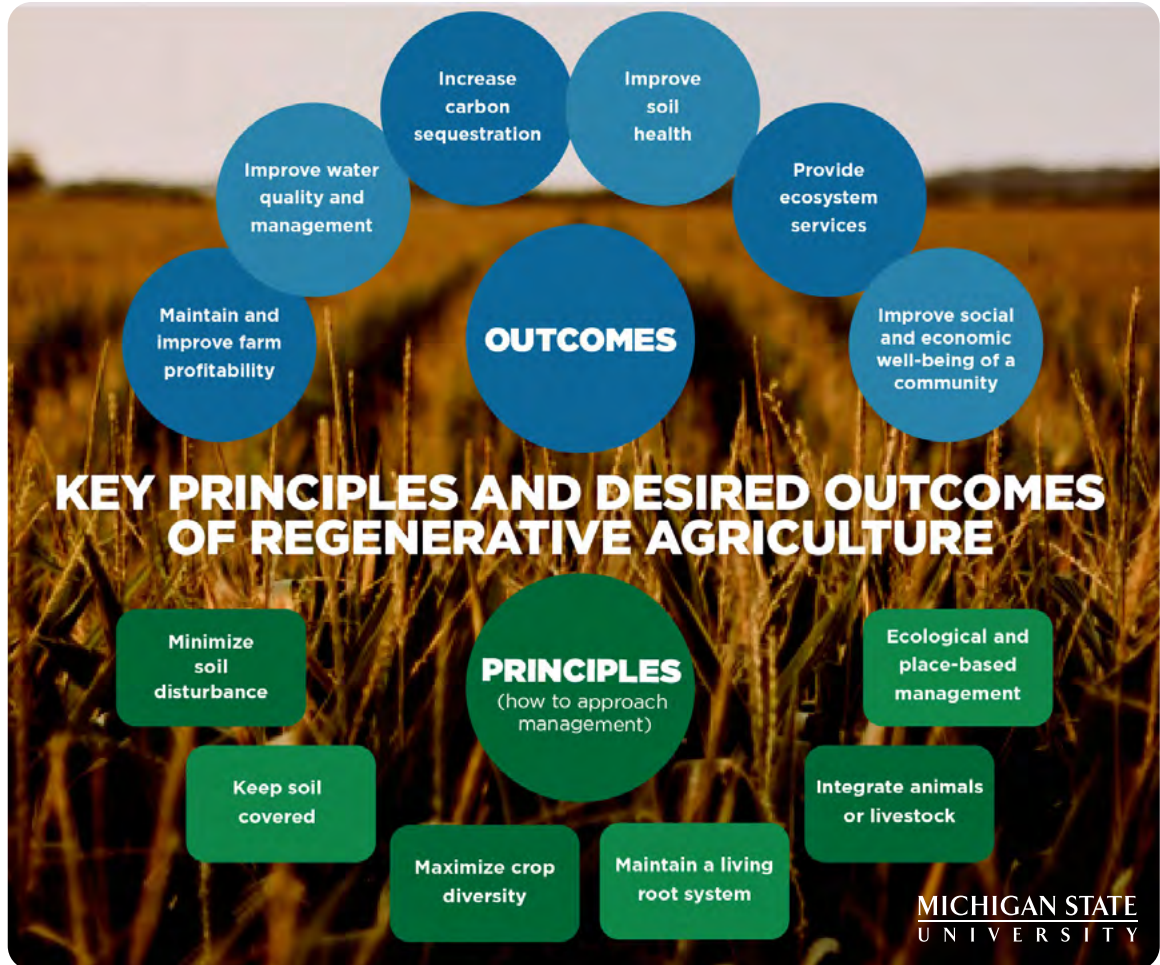 Increase
carbon
sequestration
Improve
soil
health
Improve water
quality and
management
Provide
ecosystem
services
Maintain and
improve farm
profitability
OUTCOMES
Improve social
and economic
well-being of a
community
KEY PRINCIPLES AND DESIRED OUTCOMES
OF REGENERATIVE AGRICULTURE
Minimize
soil
disturbance
PRINCIPLES
(how to approach
management)
Ecological and
place-based
management
Keep soil
covered
Integrate animals
or livestock
Maximize crop
diversity
Maintain a living
root system
MICHIGAN STATE
UNIVERSITY